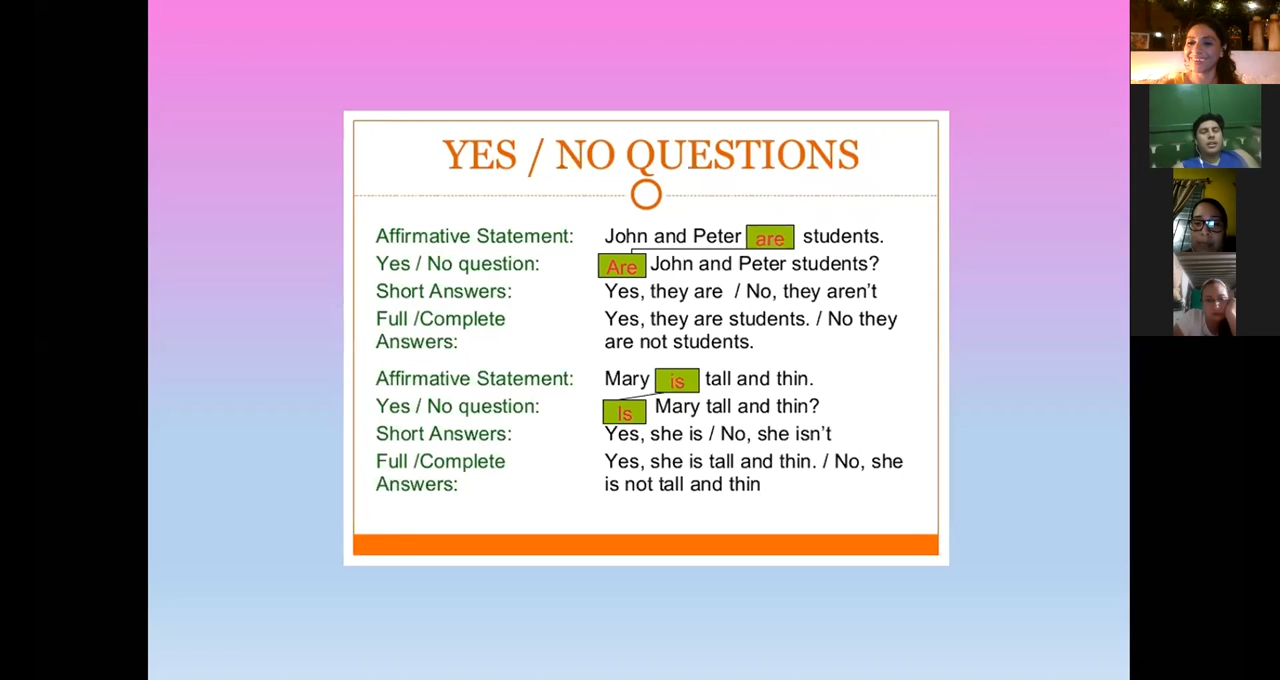 YES / NO QUESTIONS
Affirmative Statement: John and Peter are students.
Yes / No question: Are John and Peter students?
Short Answers: Yes, they are / No, they aren’t
Full /Complete Yes, they are students. / No they
Answers: are not students.
Affirmative Statement: Mary is tall and thin.
Yes / No question: Is Mary tall and thin?
Short Answers: Yes, she is / No, she isn’t
Full /Complete Yes, she is tall and thin. / No, she
Answers: is not tall and thin